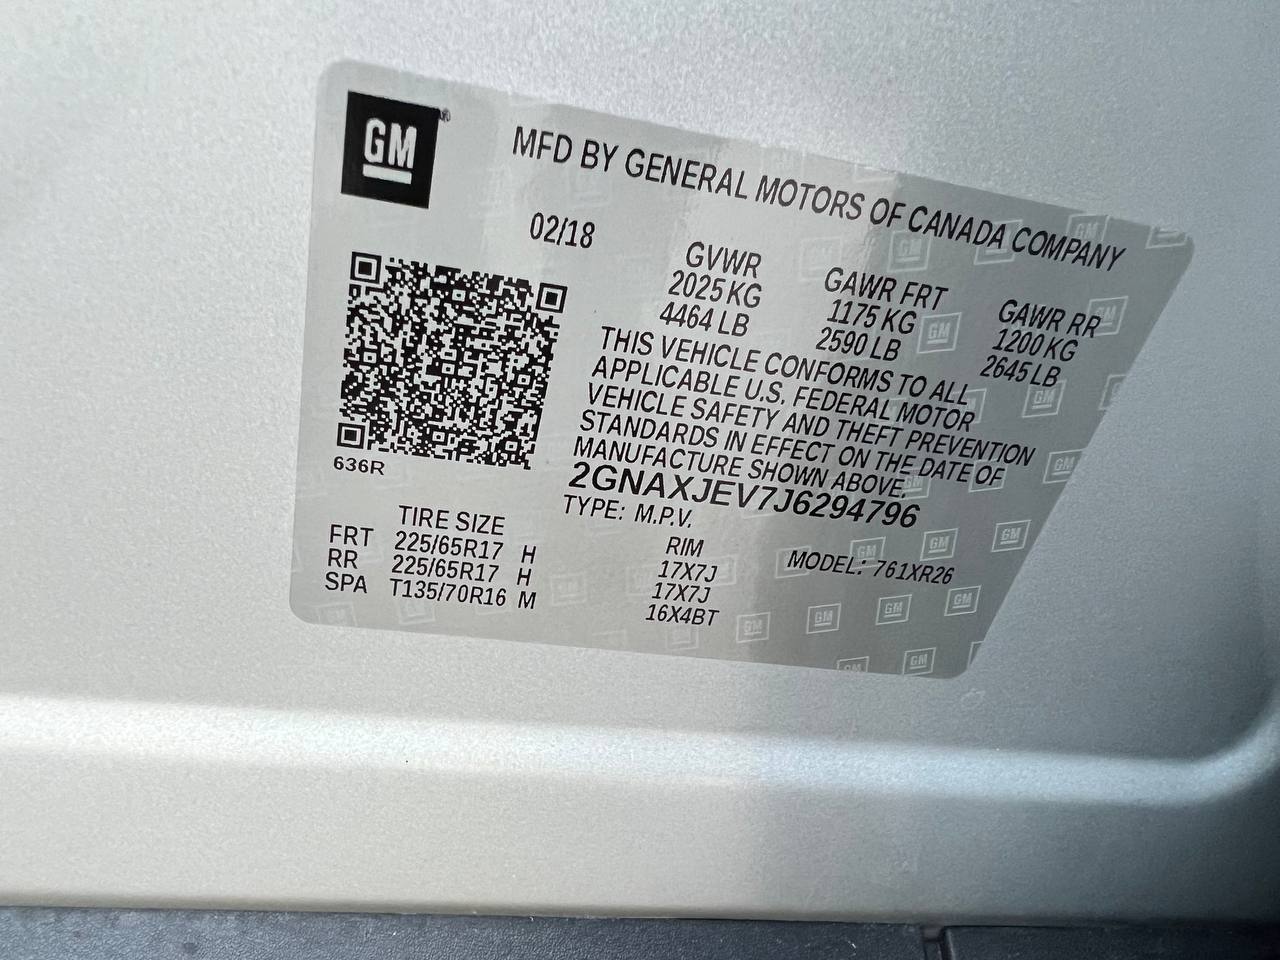 GM
MFD BY GENERAL MOTORS OF CANADA COMPANY
02/18
GVWR GAWR FRT GAWR RR
2025 KG 1175 KG 1200 KG
4464 LB 2590 LB 2645 LB
THIS VEHICLE CONFORMS TO ALL
APPLICABLE U.S. FEDERAL MOTOR
VEHICLE SAFETY AND THEFT PREVENTION
STANDARDS IN EFFECT ON THE DATE OF
MANUFACTURE SHOWN ABOVE.
2GNAXJEV7J6294796
636R
TYPE: M.P.V. MODEL: 761XR26
TIRE SIZE RIM
FRT 225/65R17 H 17X7J
RR 225/65R17 H 17X7J
SPA T135/70R16 M 16X4BT